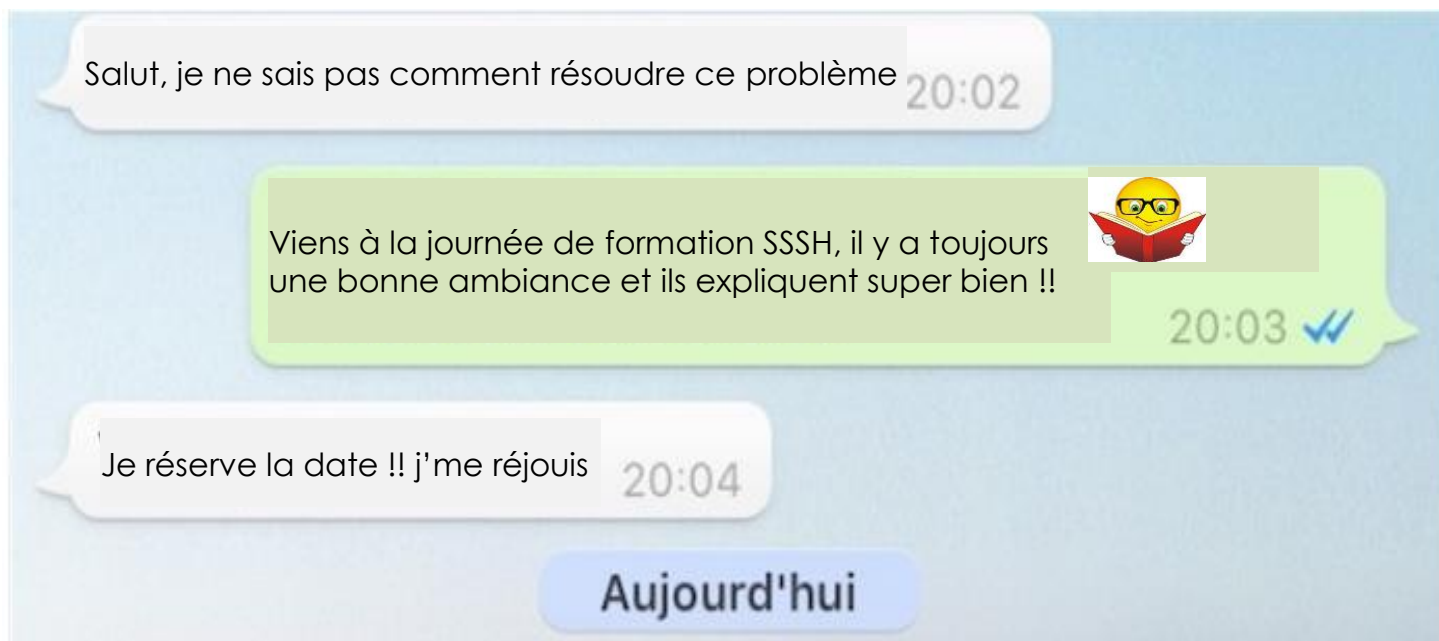 Salut, je ne sais pas comment résoudre ce problème 20:02
Viens à la journée de formation SSSH, il y a toujours
une bonne ambiance et ils expliquent super bien !!
20:03
Je réserve la date !! j’me réjouis 20:04
Aujourd'hui